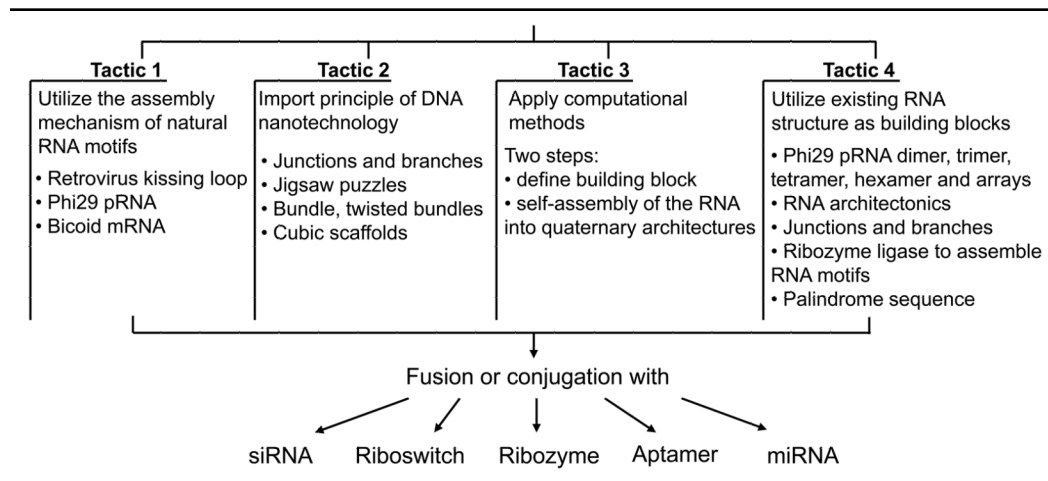 Tactic 1
Utilize the assembly
mechanism of natural
RNA motifs
• Retrovirus kissing loop
• Phi29 pRNA
• Bicoid mRNA
Tactic 2
Import principle of DNA
nanotechnology
• Junctions and branches
• Jigsaw puzzles
• Bundle, twisted bundles
• Cubic scaffolds
Tactic 3
Apply computational
methods
Two steps:
• define building block
• self-assembly of the RNA
into quaternary architectures
Tactic 4
Utilize existing RNA
structure as building blocks
• Phi29 pRNA dimer, trimer,
tetramer, hexamer and arrays
• RNA architectonics
• Junctions and branches
• Ribozyme ligase to assemble
RNA motifs
• Palindrome sequence
Fusion or conjugation with
siRNA
Riboswitch
Ribozyme
Aptamer
miRNA